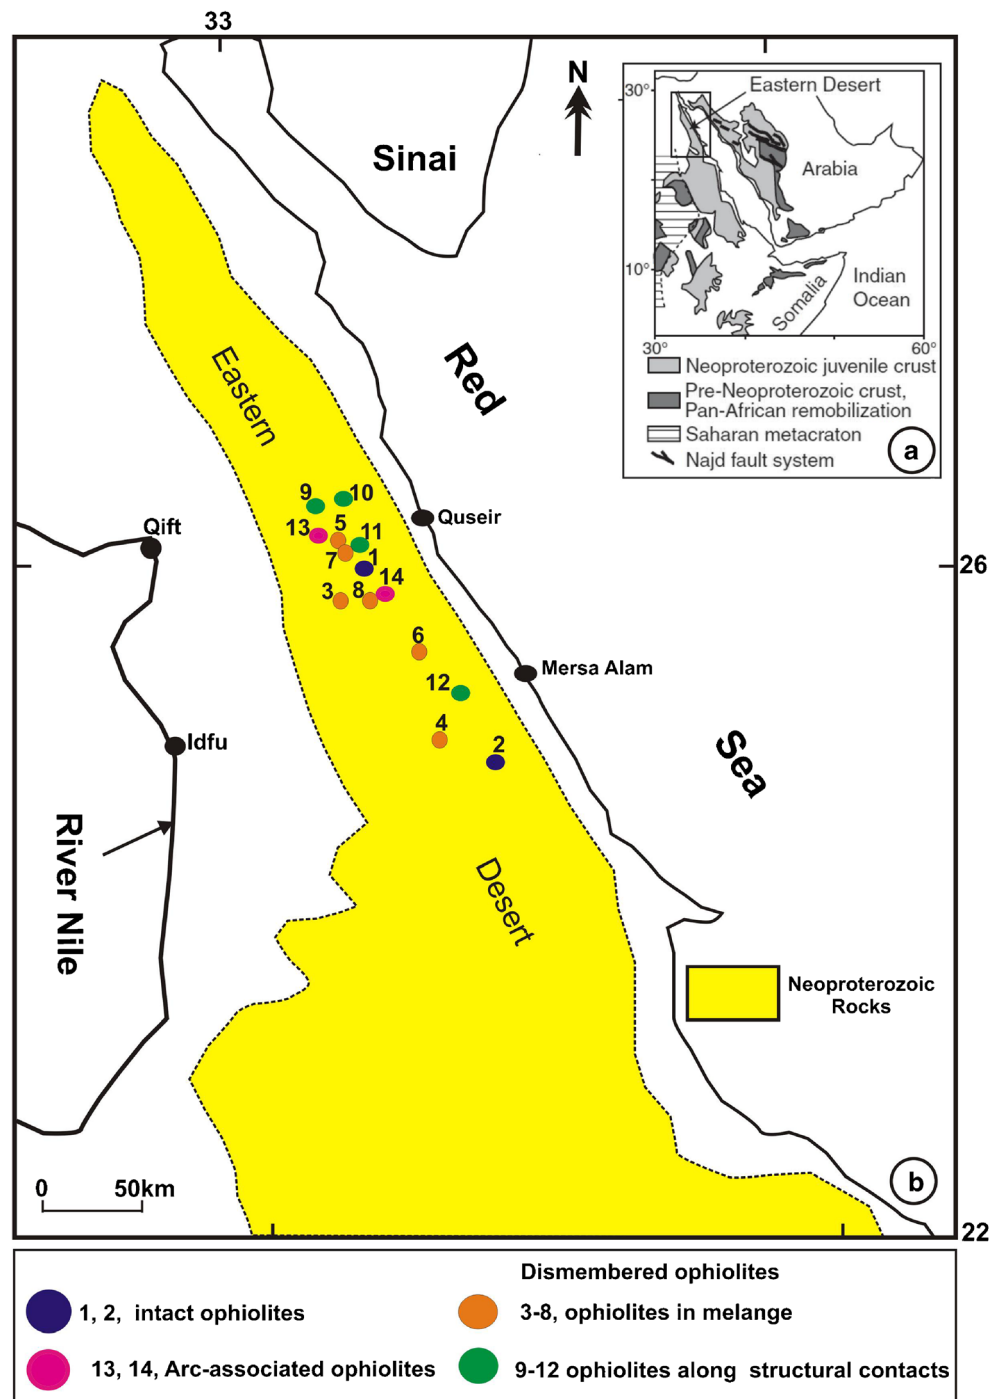 33
N
Sinai
30°
Eastern Desert
Arabia
10°
Somalia
Indian
Ocean
30°
60°
Neoproterozoic juvenile crust
Pre-Neoproterozoic crust,
Pan-African remobilization
Saharan metacraton
Najd fault system
a
Red
Eastern
9
10
Quseir
13
5
11
Qift
7
1
26
14
3
8
6
Mersa Alam
12
4
2
Idfu
Sea
River Nile
Desert
Neoproterozoic
Rocks
b
0
50km
22
Dismembered ophiolites
1, 2, intact ophiolites
3-8, ophiolites in melange
13, 14, Arc-associated ophiolites
9-12 ophiolites along structural contacts